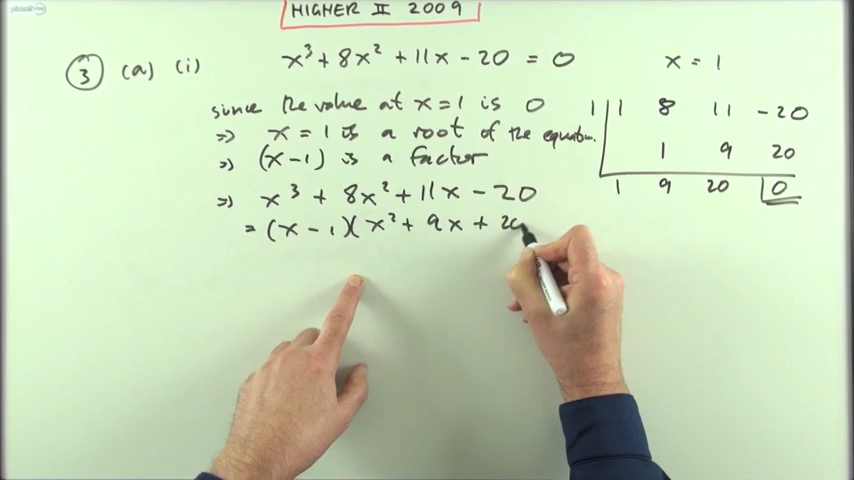 HIGHER II 2009
3 (a) (i) x³ + 8x² + 11x - 20 = 0 x = 1
since the value at x = 1 is 0
⇒ x = 1 is a root of the equation.
⇒ (x-1) is a factor
⇒ x³ + 8x² + 11x - 20
= (x - 1)(x² + 9x + 20
1 1 8 11 -20
1 9 20
1 9 20 0